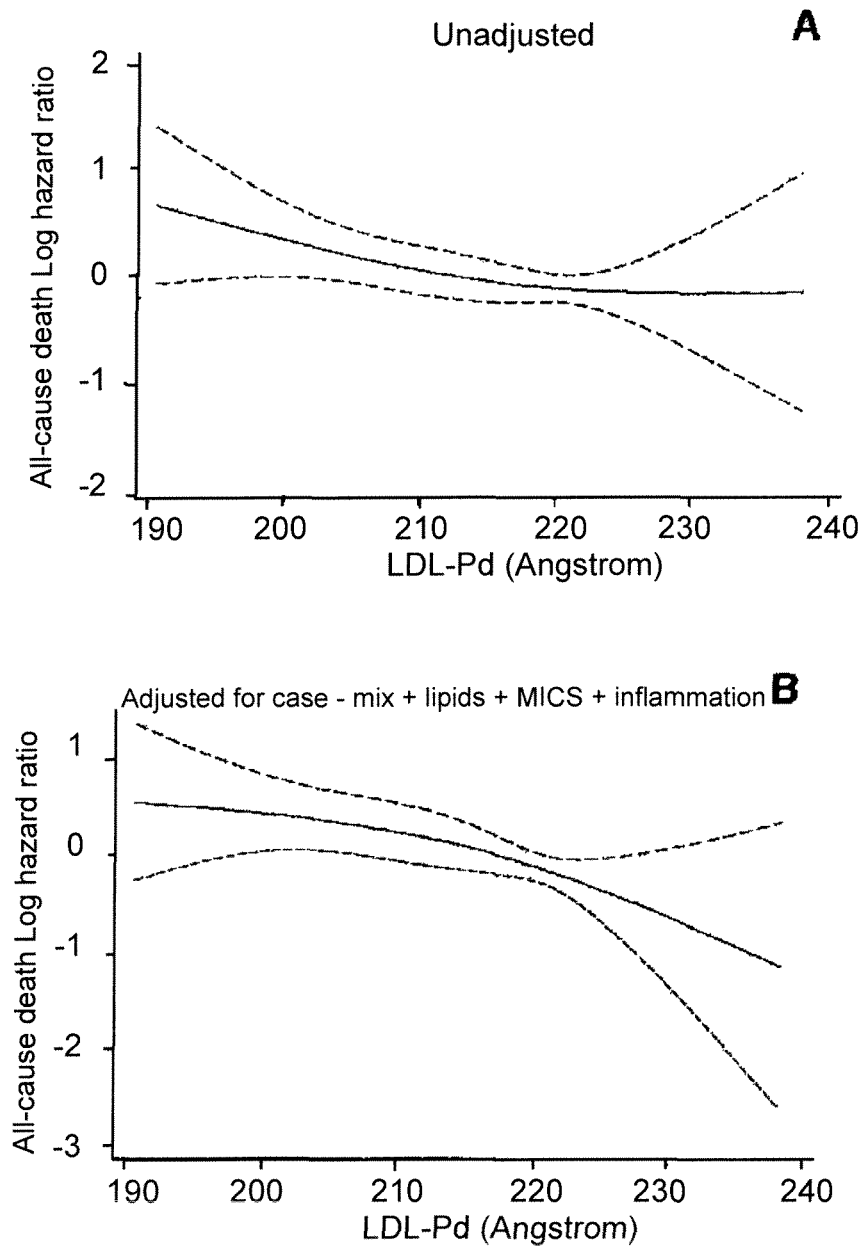 Unadjusted
A
All-cause death Log hazard ratio
2
1
0
-1
-2
190 200 210 220 230 240
LDL-Pd (Angstrom)
Adjusted for case - mix + lipids + MICS + inflammation B
All-cause death Log hazard ratio
1
0
-1
-2
-3
190 200 210 220 230 240
LDL-Pd (Angstrom)